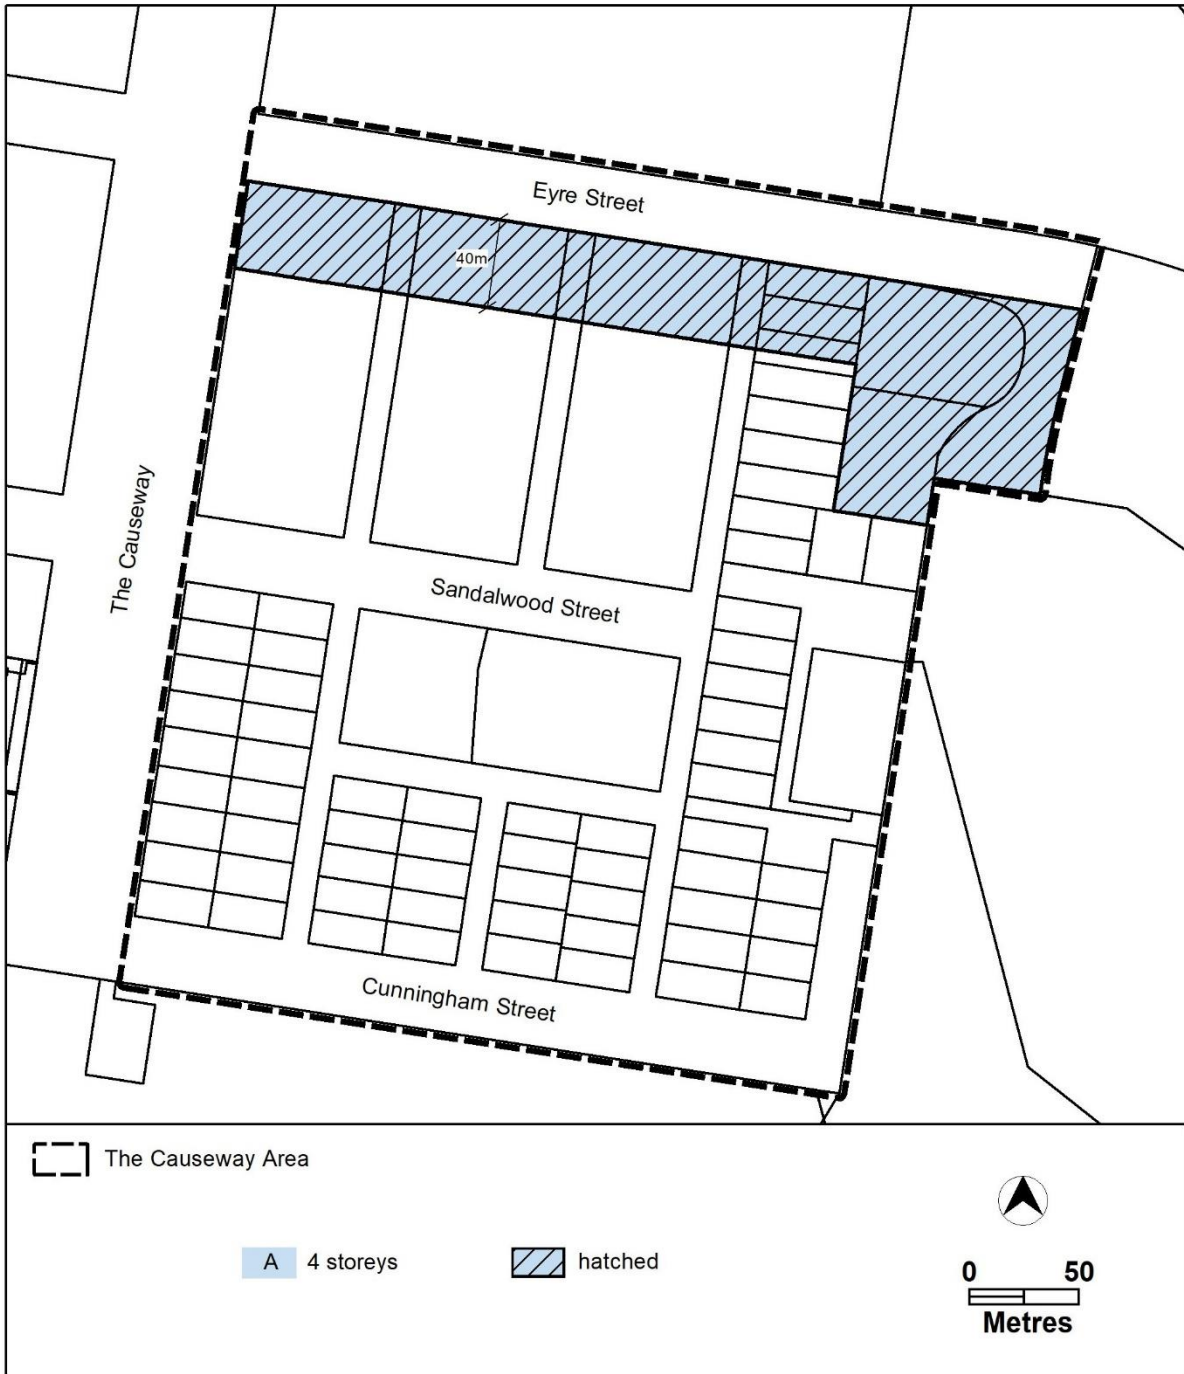 Eyre Street
40m
The Causeway
Sandalwood Street
Cunningham Street
The Causeway Area
A 4 storeys
hatched
0 50
Metres